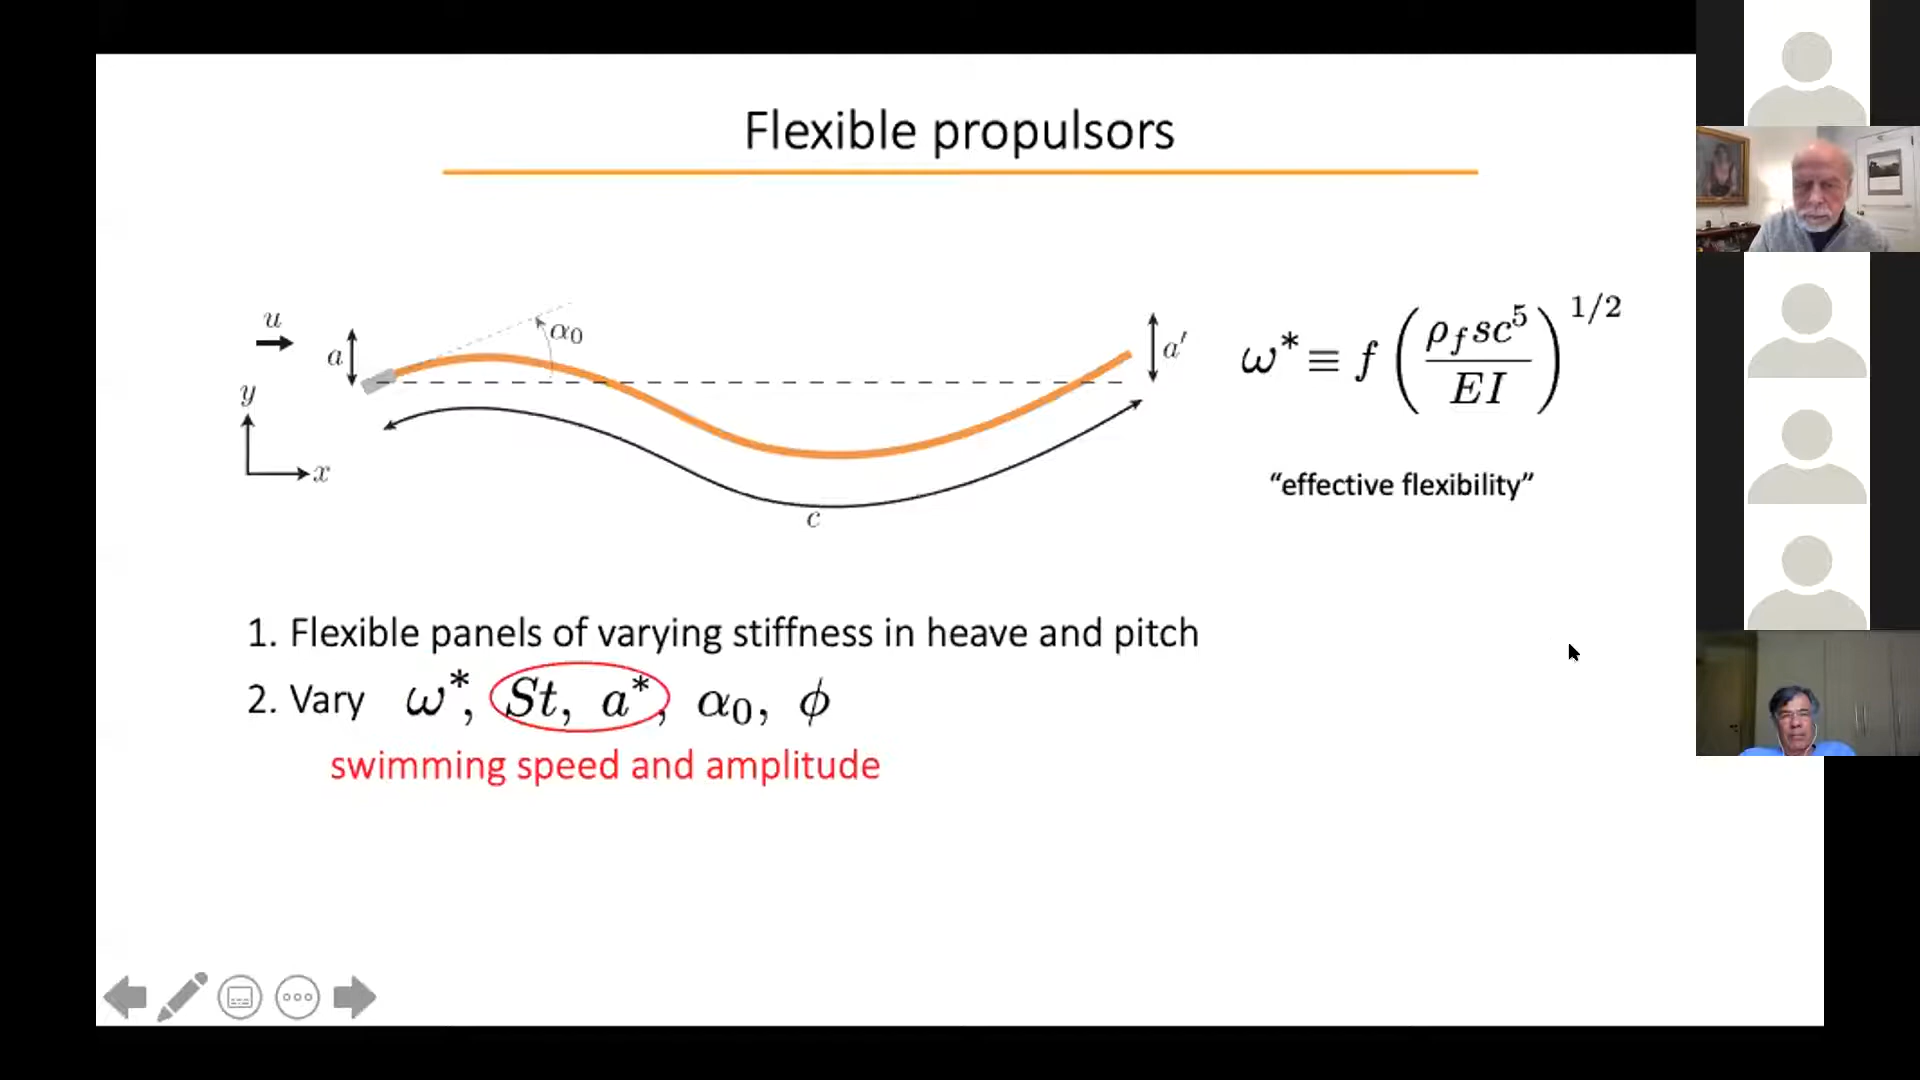 Flexible propulsors
u
a
α₀
a′
y
x
c
ω* ≡ f (ρ_f s c⁵ / EI)^{1/2}
“effective flexibility”
1. Flexible panels of varying stiffness in heave and pitch
2. Vary ω*, St, a*, α₀, ϕ
swimming speed and amplitude